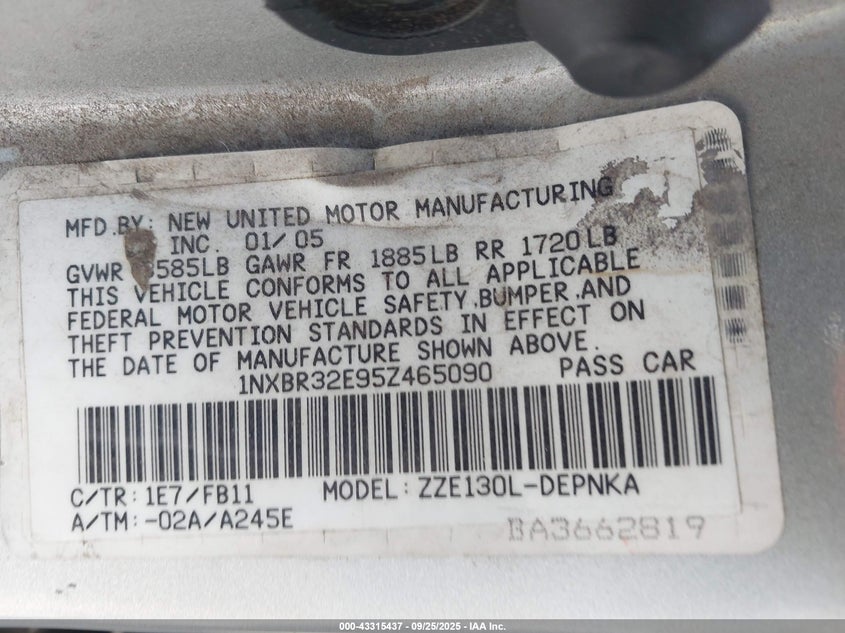 MFD.BY: NEW UNITED MOTOR MANUFACTURING
INC. 01/05
GVWR 585LB GAWR FR 1885LB RR 1720LB
THIS VEHICLE CONFORMS TO ALL APPLICABLE
FEDERAL MOTOR VEHICLE SAFETY,BUMPER,AND
THEFT PREVENTION STANDARDS IN EFFECT ON
THE DATE OF MANUFACTURE SHOWN ABOVE.
1NXBR32E95Z465090 PASS CAR
C/TR: 1E7/FB11 MODEL: ZZE130L-DEPNKA
A/TM:-02A/A245E
BA3662819
000-43315437 - 09/25/2025 - IAA Inc.